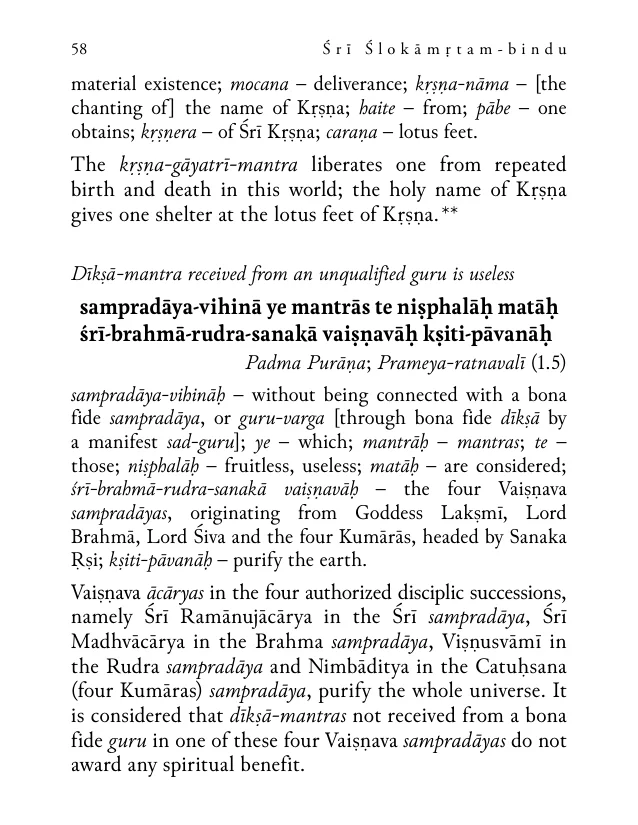 58
Śrī Ślokāmṛtam-bindu
material existence; mocana – deliverance; kṛṣṇa-nāma – [the
chanting of] the name of Kṛṣṇa; haite – from; pābe – one
obtains; kṛṣṇera – of Śrī Kṛṣṇa; caraṇa – lotus feet.
The kṛṣṇa-gāyatrī-mantra liberates one from repeated
birth and death in this world; the holy name of Kṛṣṇa
gives one shelter at the lotus feet of Kṛṣṇa.**
Dīkṣā-mantra received from an unqualified guru is useless
sampradāya-vihinā ye mantrās te niṣphalāḥ matāḥ
śrī-brahmā-rudra-sanakā vaiṣṇavāḥ kṣiti-pāvanāḥ
Padma Purāṇa; Prameya-ratnavalī (1.5)
sampradāya-vihināḥ – without being connected with a bona
fide sampradāya, or guru-varga [through bona fide dīkṣā by
a manifest sad-guru]; ye – which; mantrāḥ – mantras; te –
those; niṣphalāḥ – fruitless, useless; matāḥ – are considered;
śrī-brahmā-rudra-sanakā vaiṣṇavāḥ – the four Vaiṣṇava
sampradāyas, originating from Goddess Lakṣmī, Lord
Brahmā, Lord Śiva and the four Kumārās, headed by Sanaka
Ṛṣi; kṣiti-pāvanāḥ – purify the earth.
Vaiṣṇava ācāryas in the four authorized disciplic successions,
namely Śrī Ramānujācārya in the Śrī sampradāya, Śrī
Madhvācārya in the Brahma sampradāya, Viṣṇusvāmī in
the Rudra sampradāya and Nimbāditya in the Catuḥsana
(four Kumāras) sampradāya, purify the whole universe. It
is considered that dīkṣā-mantras not received from a bona
fide guru in one of these four Vaiṣṇava sampradāyas do not
award any spiritual benefit.